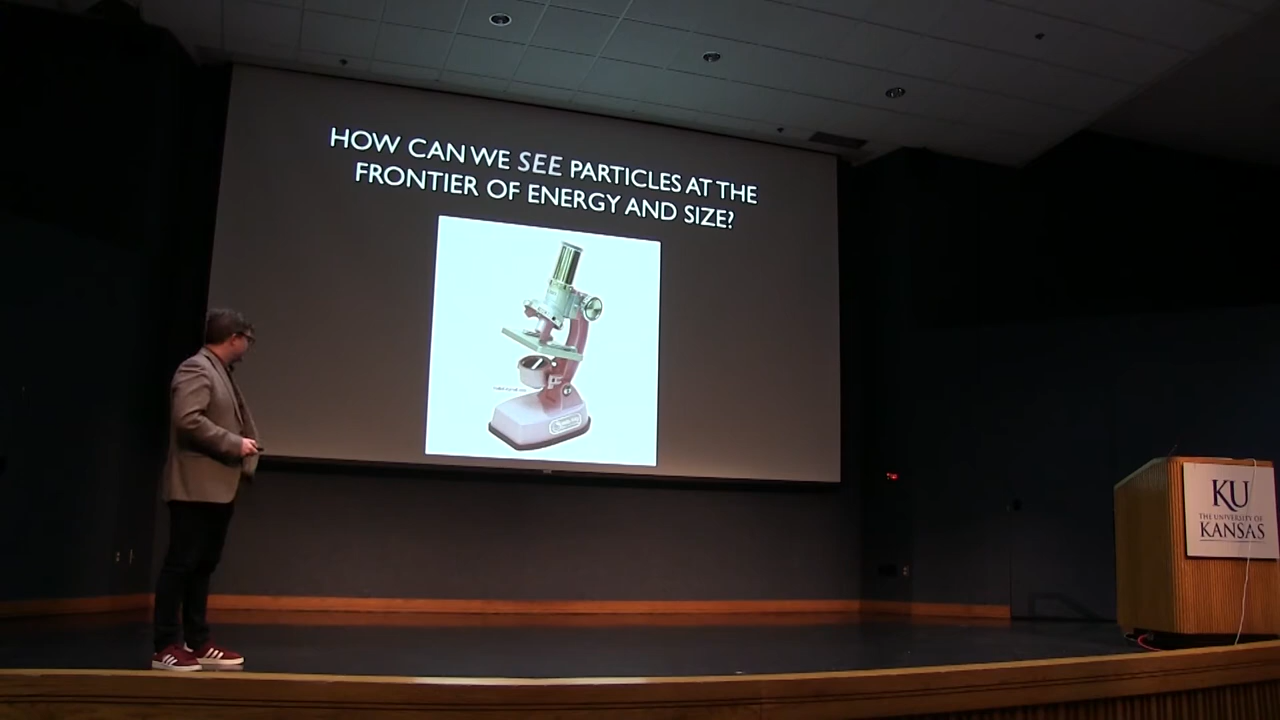 HOW CAN WE SEE PARTICLES AT THE
FRONTIER OF ENERGY AND SIZE?
KU
THE UNIVERSITY OF
KANSAS